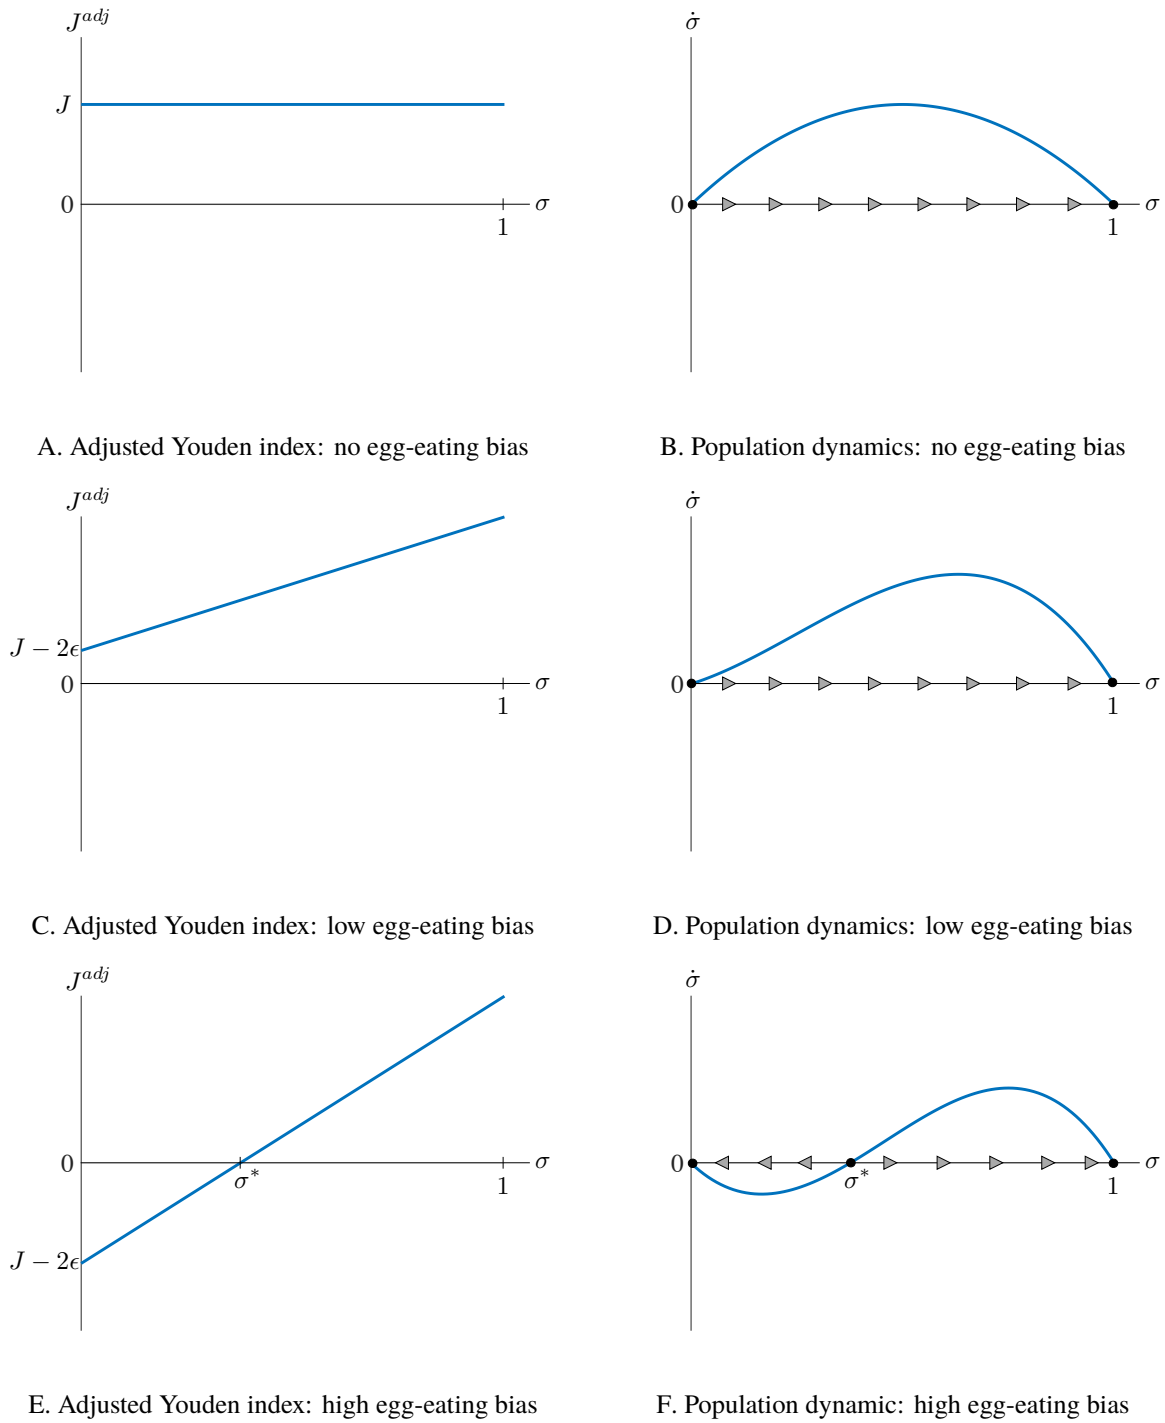 J^{adj}
J
0
σ
1
σ̇
0
σ
1
A. Adjusted Youden index: no egg-eating bias
B. Population dynamics: no egg-eating bias
J^{adj}
J − 2ϵ
0
σ
1
σ̇
0
σ
1
C. Adjusted Youden index: low egg-eating bias
D. Population dynamics: low egg-eating bias
J^{adj}
0
σ
σ*
1
J − 2ϵ
σ̇
0
σ
σ*
1
E. Adjusted Youden index: high egg-eating bias
F. Population dynamic: high egg-eating bias